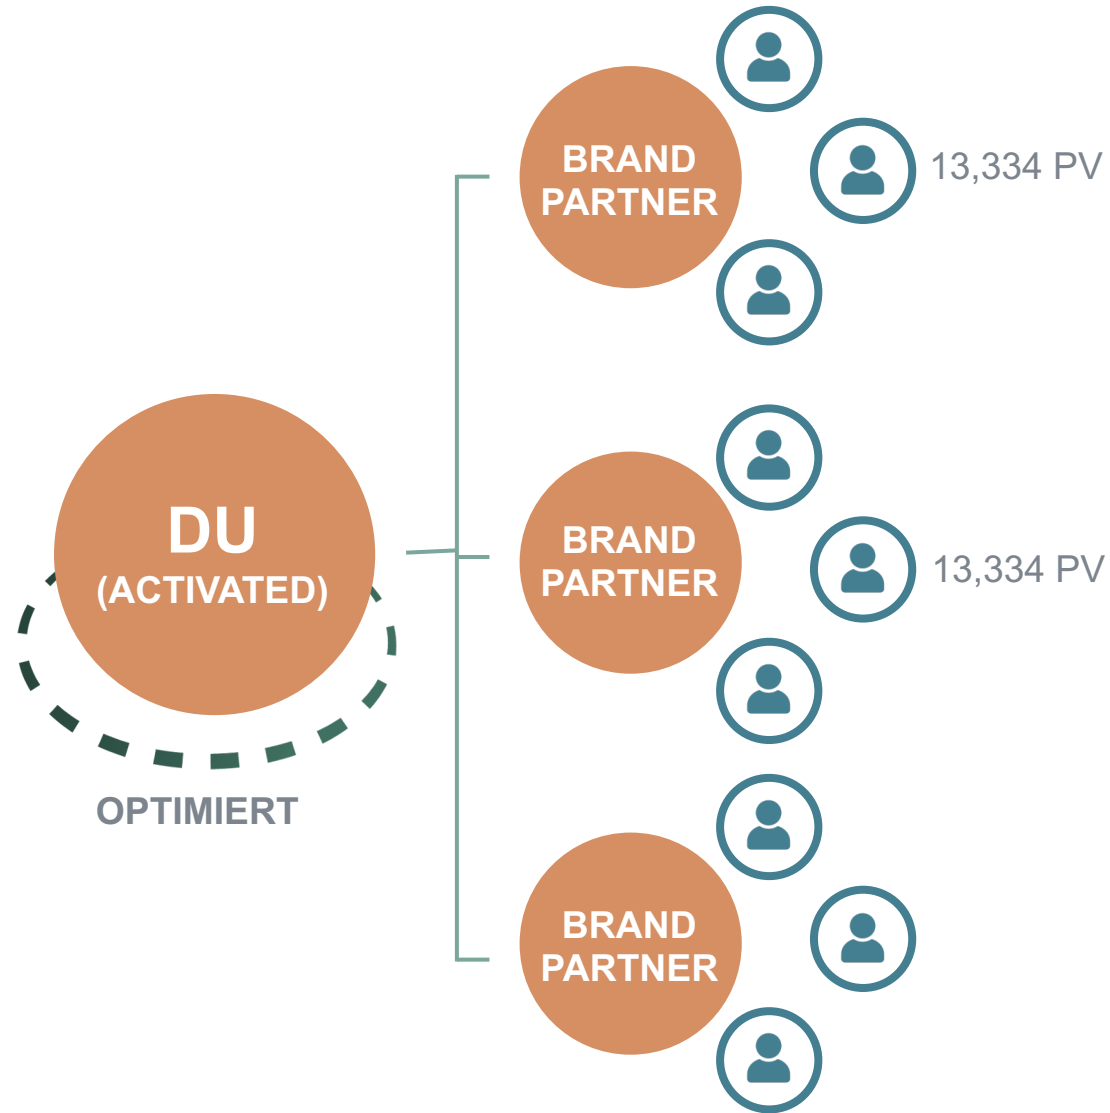 BRAND
PARTNER
13,334 PV
DU
(ACTIVATED)
OPTIMIERT
BRAND
PARTNER
13,334 PV
BRAND
PARTNER